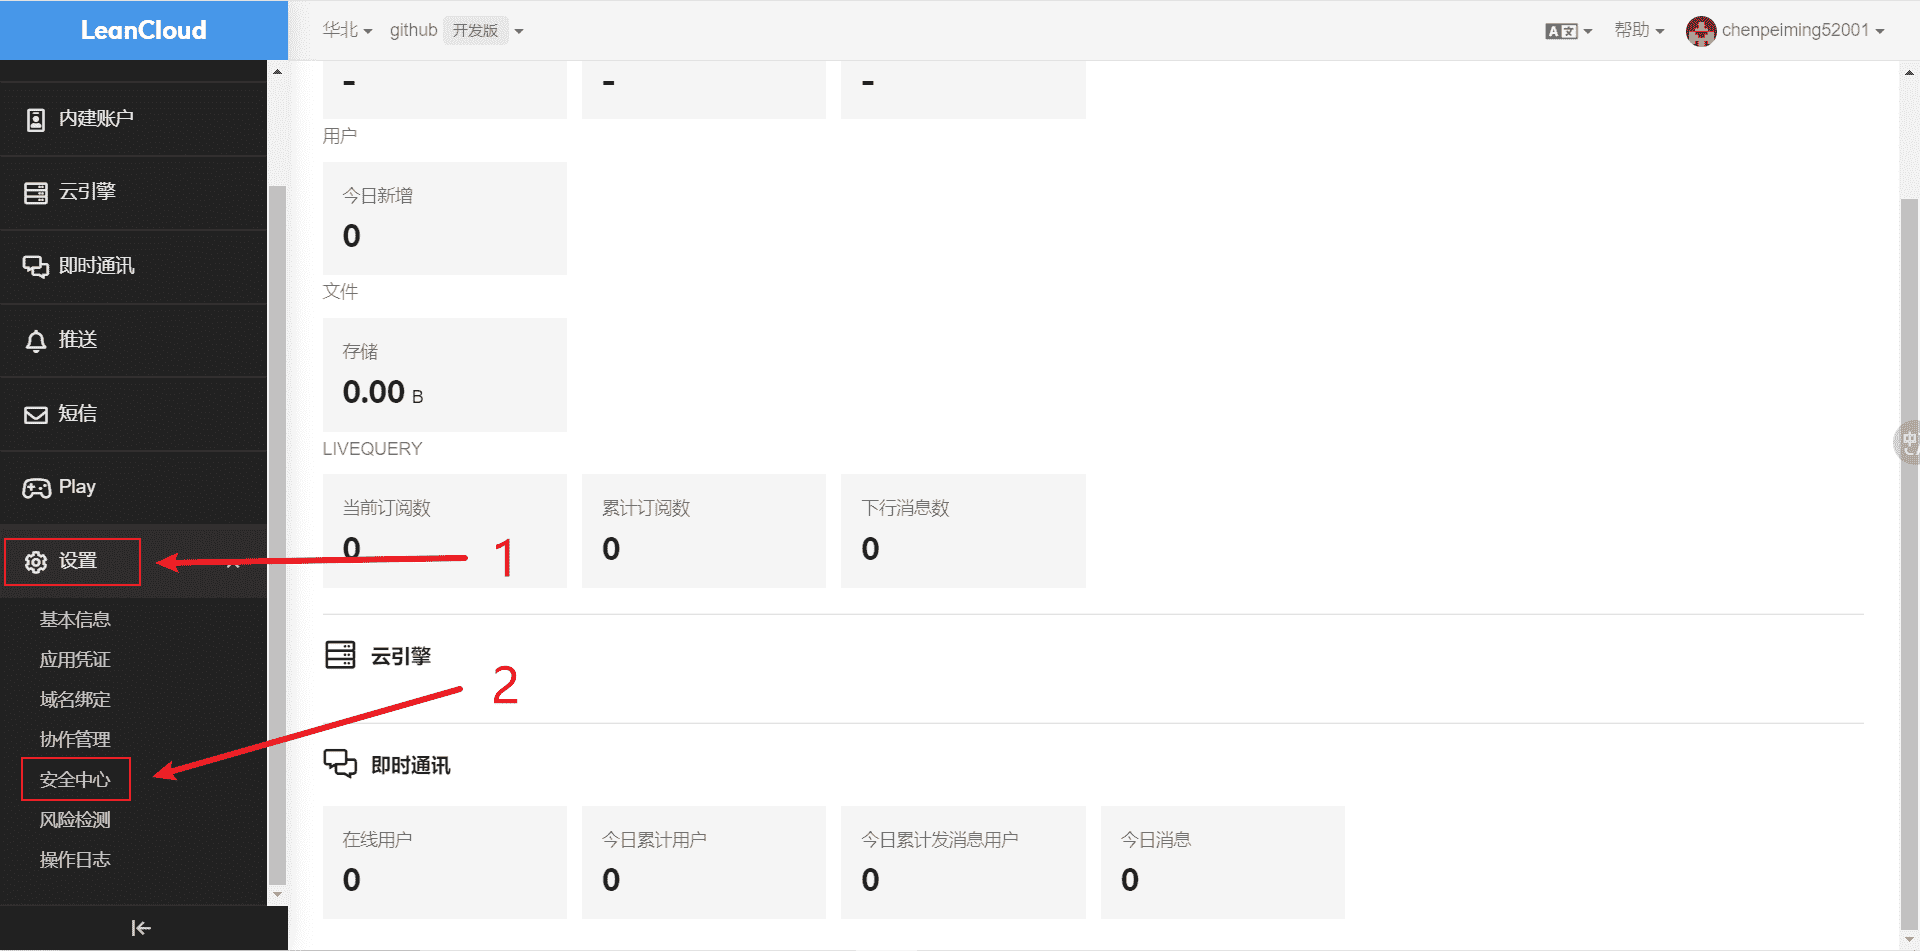 LeanCloud
华北
github 开发版
帮助
chenpeiming52001
内建账户
云引擎
即时通讯
推送
短信
Play
设置
基本信息
应用凭证
域名绑定
协作管理
安全中心
风险检测
操作日志
-
-
-
用户
今日新增
0
文件
存储
0.00 B
LIVEQUERY
当前订阅数
0
累计订阅数
0
下行消息数
0
1
云引擎
2
即时通讯
在线用户
0
今日累计用户
0
今日累计发消息用户
0
今日消息
0